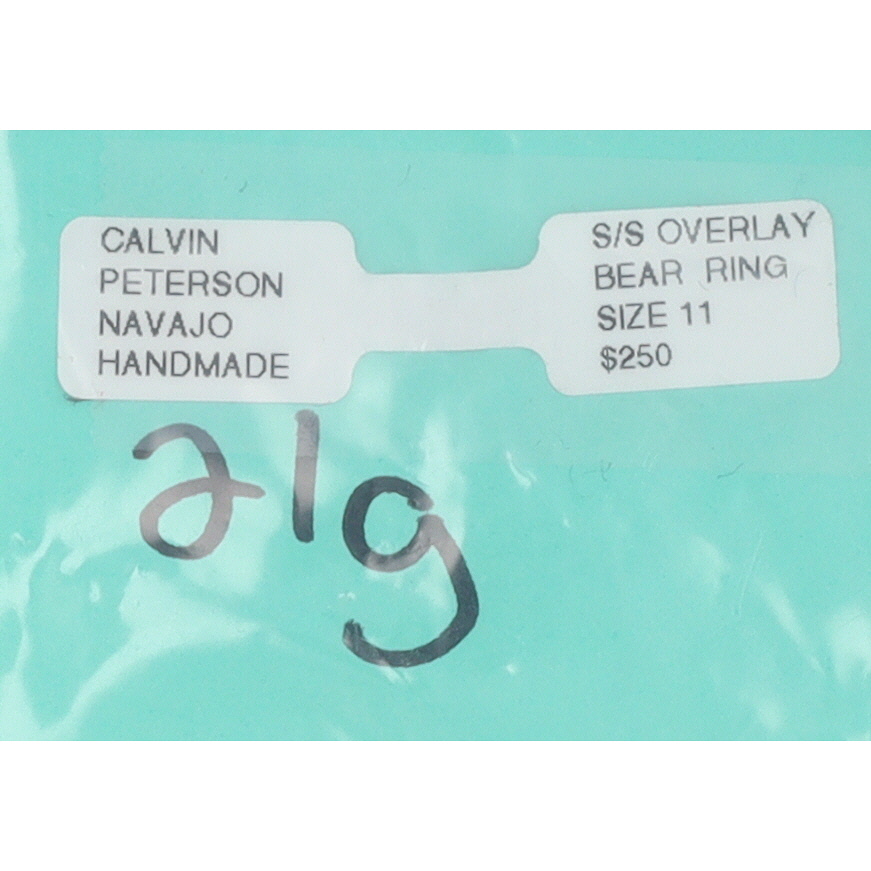 CALVIN
PETERSON
NAVAJO
HANDMADE
S/S OVERLAY
BEAR RING
SIZE 11
$250
21g